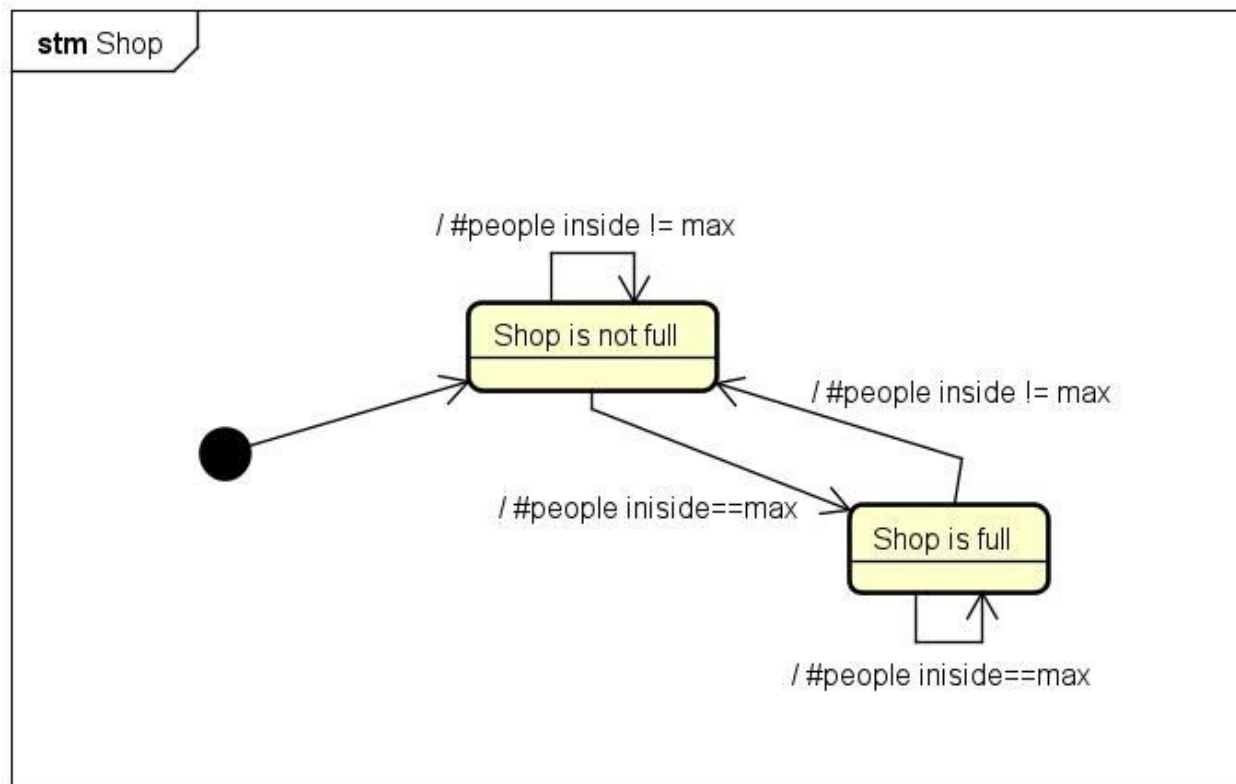 stm Shop
/ #people inside != max
Shop is not full
/ #people inside != max
/ #people iniside==max
Shop is full
/ #people iniside==max